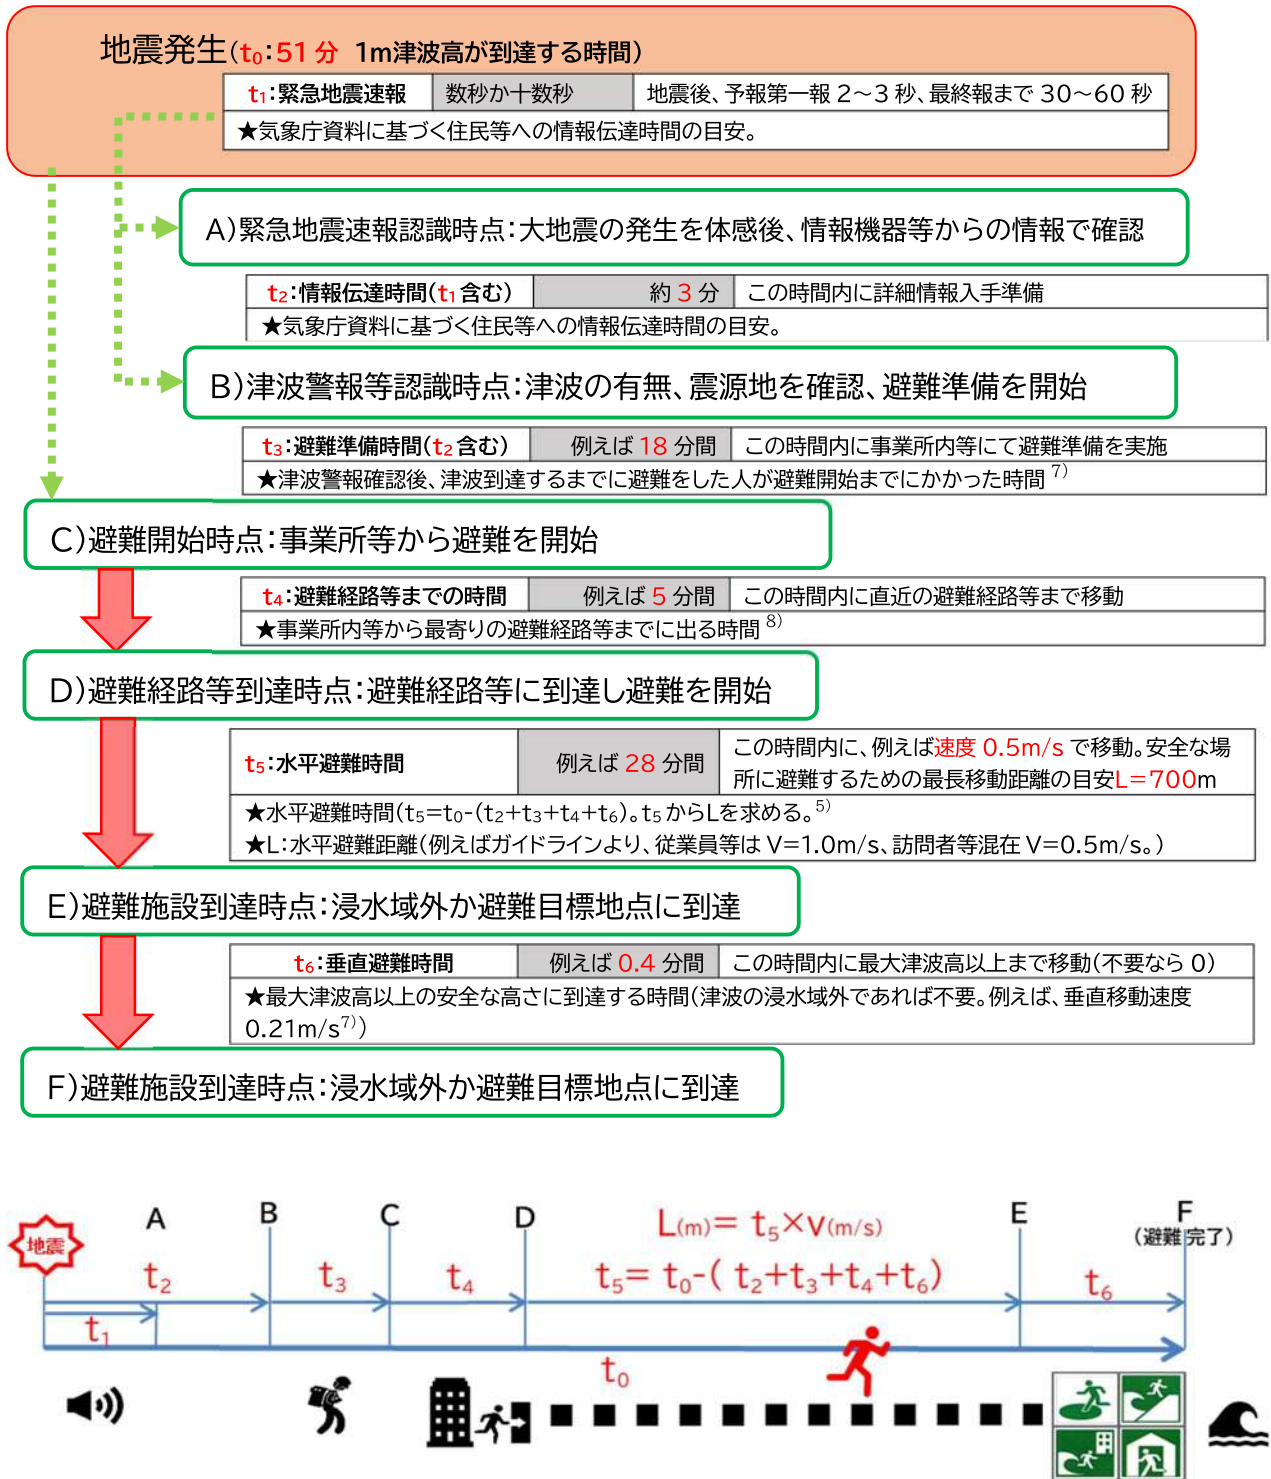 地震発生(t₀:51 分 1m津波高が到達する時間)
t₁:緊急地震速報 数秒か十数秒 地震後、予報第一報 2～3 秒、最終報まで 30～60 秒
★気象庁資料に基づく住民等への情報伝達時間の目安。
A)緊急地震速報認識時点:大地震の発生を体感後、情報機器等からの情報で確認
t₂:情報伝達時間(t₁含む) 約 3 分 この時間内に詳細情報入手準備
★気象庁資料に基づく住民等への情報伝達時間の目安。
B)津波警報等認識時点:津波の有無、震源地を確認、避難準備を開始
t₃:避難準備時間(t₂含む) 例えば 18 分間 この時間内に事業所内等にて避難準備を実施
★津波警報確認後、津波到達するまでに避難をした人が避難開始までにかかった時間 7)
C)避難開始時点:事業所等から避難を開始
t₄:避難経路等までの時間 例えば 5 分間 この時間内に直近の避難経路等まで移動
★事業所内等から最寄りの避難経路等までに出る時間 8)
D)避難経路等到達時点:避難経路等に到達し避難を開始
t₅:水平避難時間 例えば 28 分間 この時間内に、例えば速度 0.5m/s で移動。安全な場
所に避難するための最長移動距離の目安L=700m
★水平避難時間(t₅=t₀-(t₂+t₃+t₄+t₆)。t₅からLを求める。5)
★L:水平避難距離(例えばガイドラインより、従業員等は V=1.0m/s、訪問者等混在 V=0.5m/s。)
E)避難施設到達時点:浸水域外か避難目標地点に到達
t₆:垂直避難時間 例えば 0.4 分間 この時間内に最大津波高以上まで移動(不要なら 0)
★最大津波高以上の安全な高さに到達する時間(津波の浸水域外であれば不要。例えば、垂直移動速度
0.21m/s7))
F)避難施設到達時点:浸水域外か避難目標地点に到達
A B C D L(m)= t₅×v(m/s) E F
(避難完了)
地震
t₂ t₃ t₄ t₅= t₀-( t₂+t₃+t₄+t₆) t₆
t₁
t₀